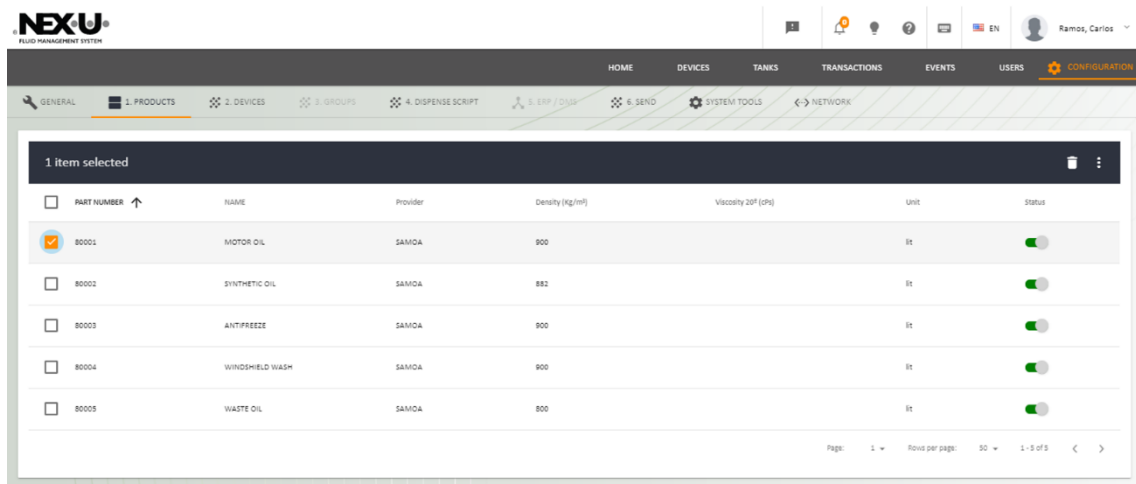 NEX·U·
FLUID MANAGEMENT SYSTEM
0
EN
Ramos, Carlos
HOME DEVICES TANKS TRANSACTIONS EVENTS USERS CONFIGURATION
GENERAL 1. PRODUCTS 2. DEVICES 3. GROUPS 4. DISPENSE SCRIPT 5. ERP / DMS 6. SEND SYSTEM TOOLS NETWORK
1 item selected
PART NUMBER NAME Provider Density (Kg/m³) Viscosity 20º (cPs) Unit Status
80001 MOTOR OIL SAMOA 900 lit
80002 SYNTHETIC OIL SAMOA 882 lit
80003 ANTIFREEZE SAMOA 900 lit
80004 WINDSHIELD WASH SAMOA 900 lit
80005 WASTE OIL SAMOA 800 lit
Page: 1 Rows per page: 50 1 - 5 of 5